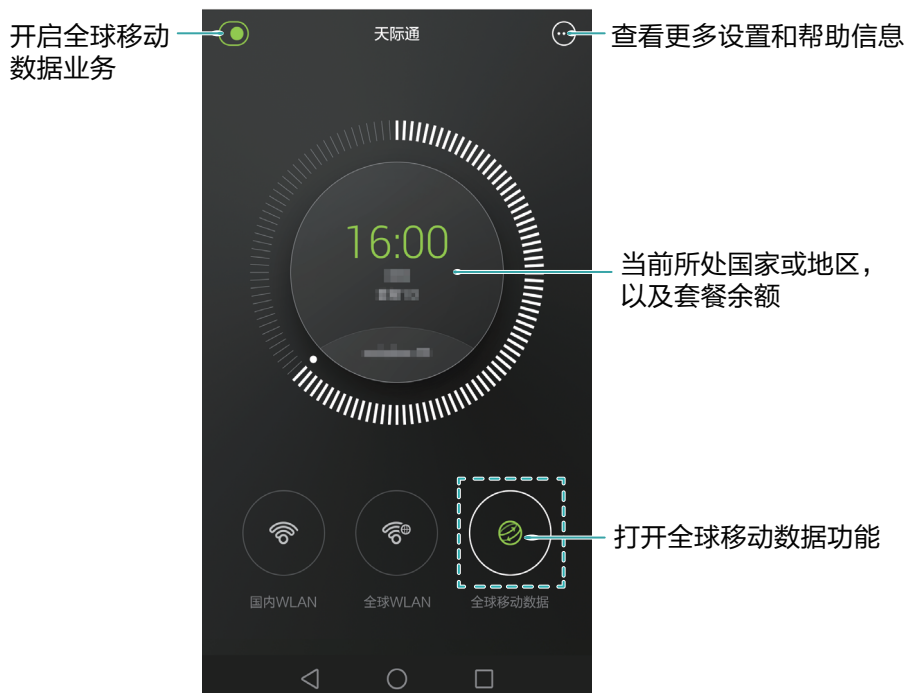 开启全球移动
数据业务
天际通
查看更多设置和帮助信息
16:00
当前所处国家或地区，
以及套餐余额
打开全球移动数据功能
国内WLAN
全球WLAN
全球移动数据